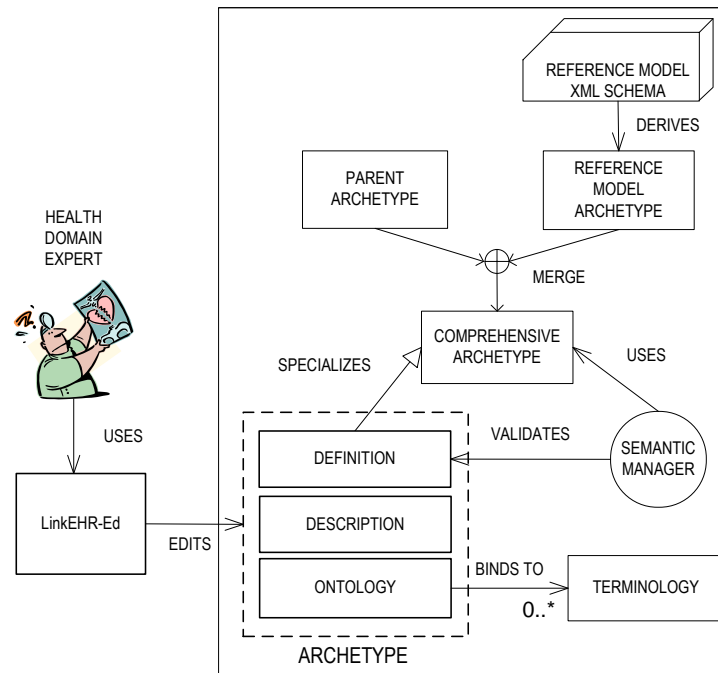 REFERENCE MODEL
XML SCHEMA
DERIVES
PARENT
ARCHETYPE
REFERENCE
MODEL
ARCHETYPE
HEALTH
DOMAIN
EXPERT
MERGE
COMPREHENSIVE
ARCHETYPE
SPECIALIZES
USES
USES
DEFINITION
VALIDATES
SEMANTIC
MANAGER
LinkEHR-Ed
EDITS
DESCRIPTION
ONTOLOGY
BINDS TO
0..*
TERMINOLOGY
ARCHETYPE